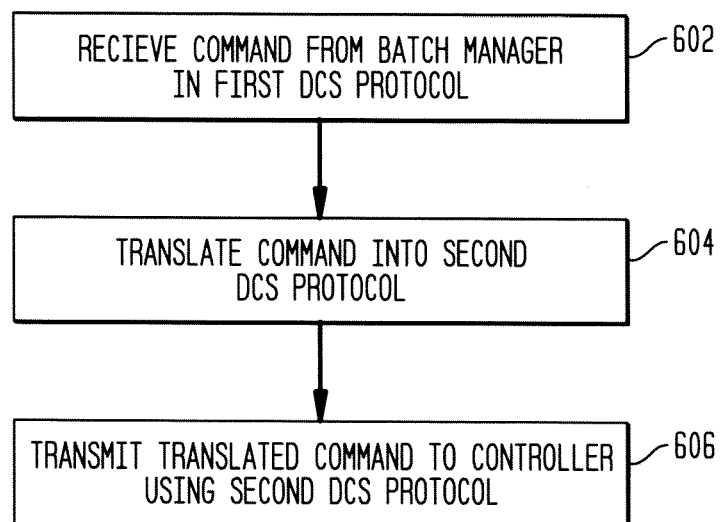 RECIEVE COMMAND FROM BATCH MANAGER
IN FIRST DCS PROTOCOL
602
TRANSLATE COMMAND INTO SECOND
DCS PROTOCOL
604
TRANSMIT TRANSLATED COMMAND TO CONTROLLER
USING SECOND DCS PROTOCOL
606